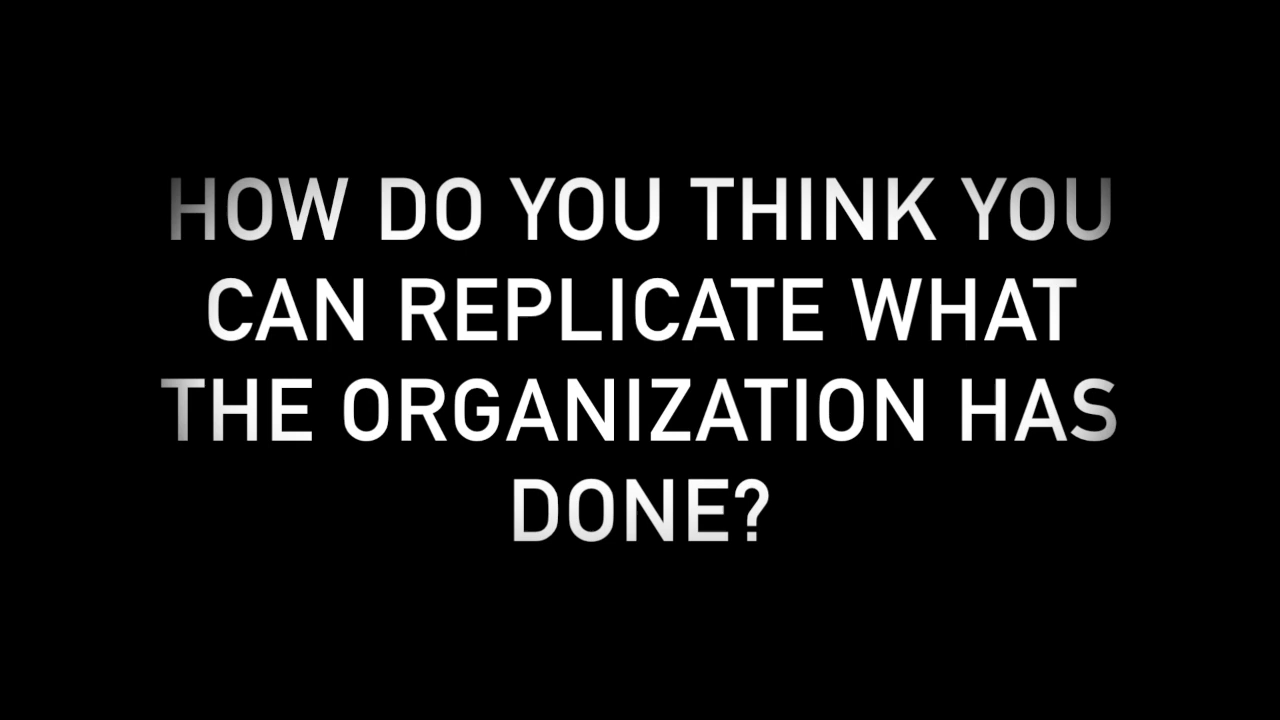 HOW DO YOU THINK YOU
CAN REPLICATE WHAT
THE ORGANIZATION HAS
DONE?